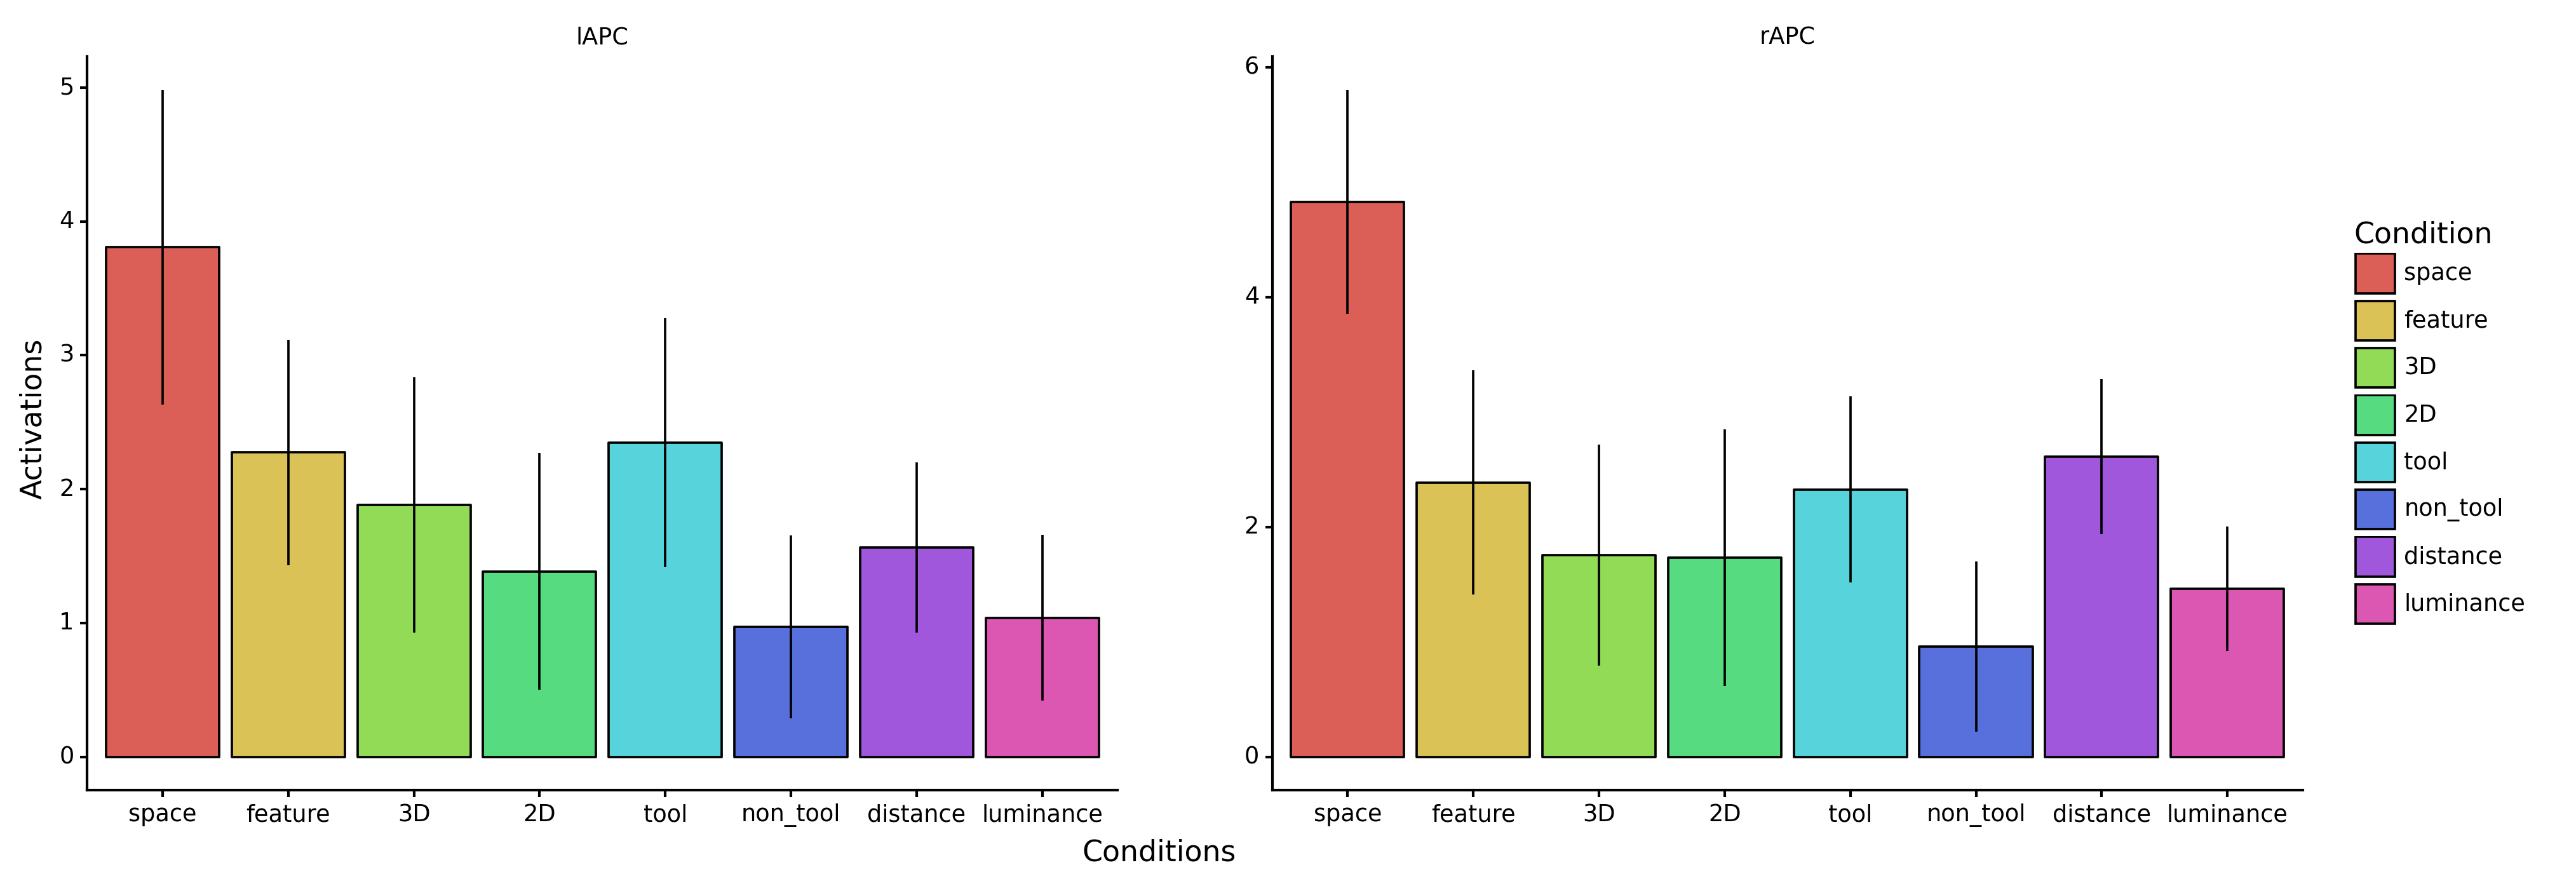 lAPC
rAPC
Activations
5
4
3
2
1
0
6
4
2
0
space feature 3D 2D tool non_tool distance luminance
space feature 3D 2D tool non_tool distance luminance
Conditions
Condition
space
feature
3D
2D
tool
non_tool
distance
luminance